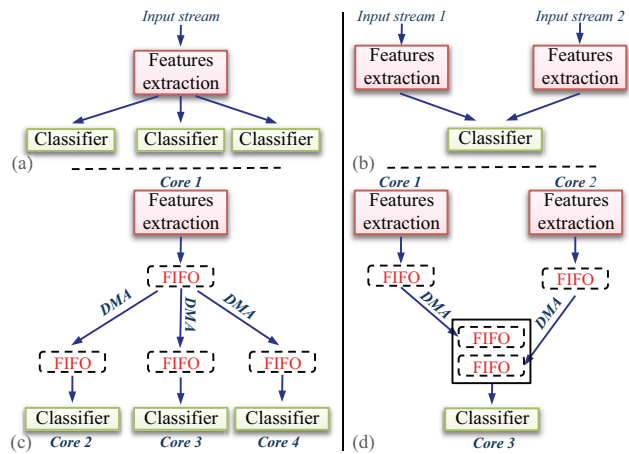 Input stream
Features
extraction
Classifier
Classifier
Classifier
(a)
Input stream 1
Input stream 2
Features
extraction
Features
extraction
Classifier
(b)
Core 1
Features
extraction
FIFO
DMA
DMA
DMA
FIFO
FIFO
FIFO
Classifier
Classifier
Classifier
(c)
Core 2
Core 3
Core 4
Core 1
Core 2
Features
extraction
Features
extraction
FIFO
FIFO
DMA
DMA
FIFO
FIFO
Classifier
(d)
Core 3